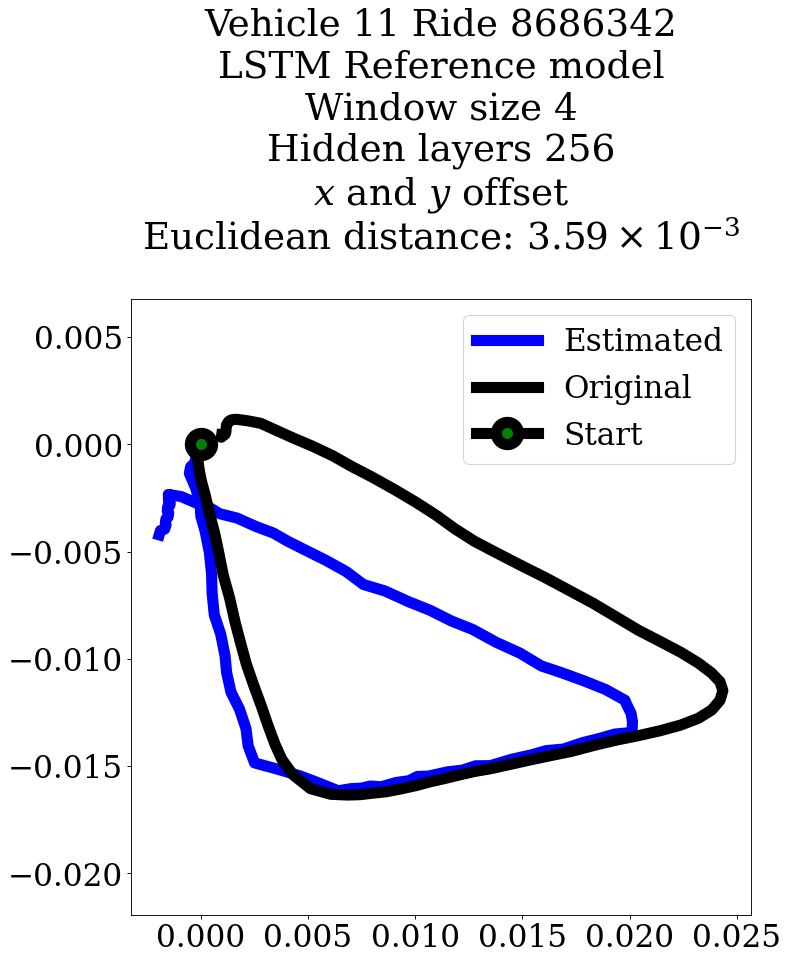 Vehicle 11 Ride 8686342
LSTM Reference model
Window size 4
Hidden layers 256
x and y offset
Euclidean distance: 3.59 × 10⁻³
Estimated
Original
Start
0.005
0.000
−0.005
−0.010
−0.015
−0.020
0.000 0.005 0.010 0.015 0.020 0.025